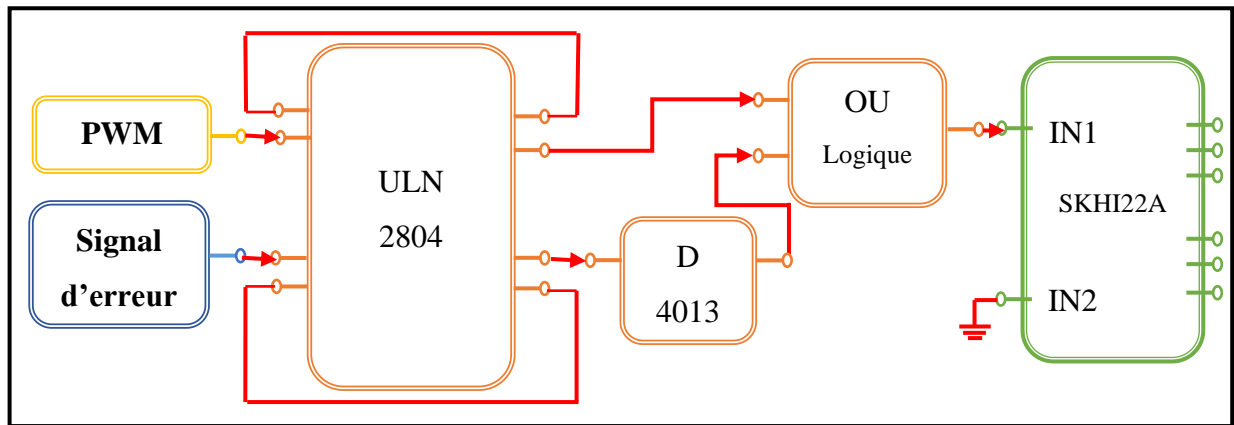 PWM
Signal
d'erreur
ULN
2804
D
4013
OU
Logique
IN1
SKHI22A
IN2